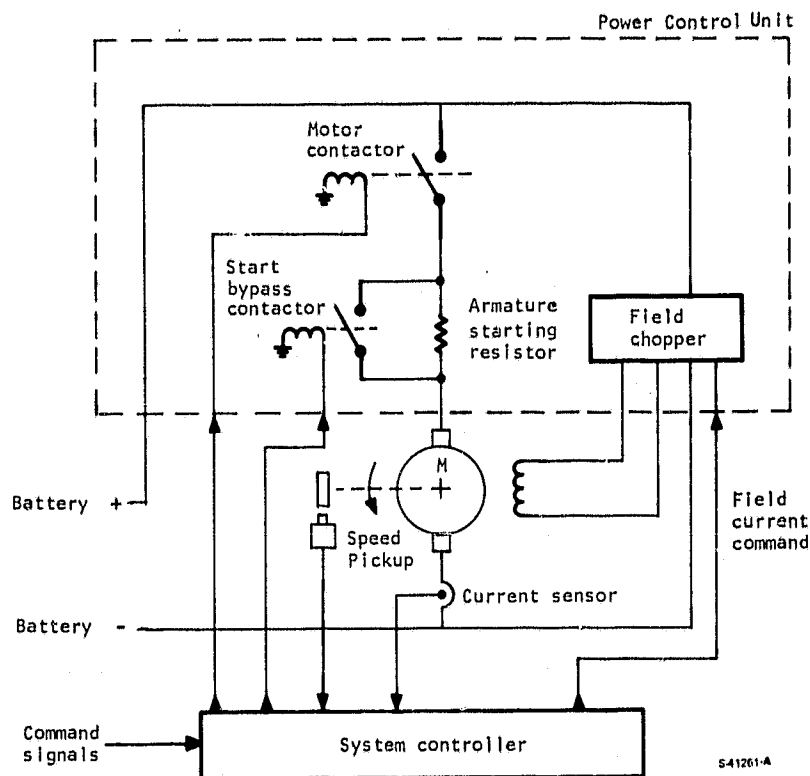 Power Control Unit
Motor
contactor
Start
bypass
contactor
Armature
starting
resistor
Field
chopper
M
Battery +
Speed
Pickup
Field
current
command
Current sensor
Battery -
Command
signals
System controller
S-41261-A